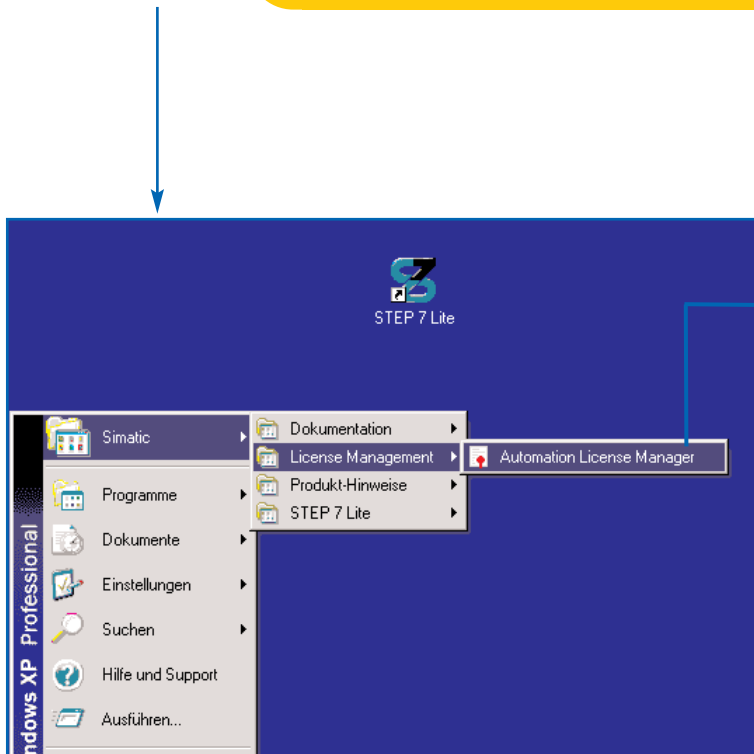 STEP 7 Lite
Simatic
Programme
Dokumente
Einstellungen
Suchen
Hilfe und Support
Ausführen...
Dokumentation
License Management
Produkt-Hinweise
STEP 7 Lite
Automation License Manager
ndows XP Professional